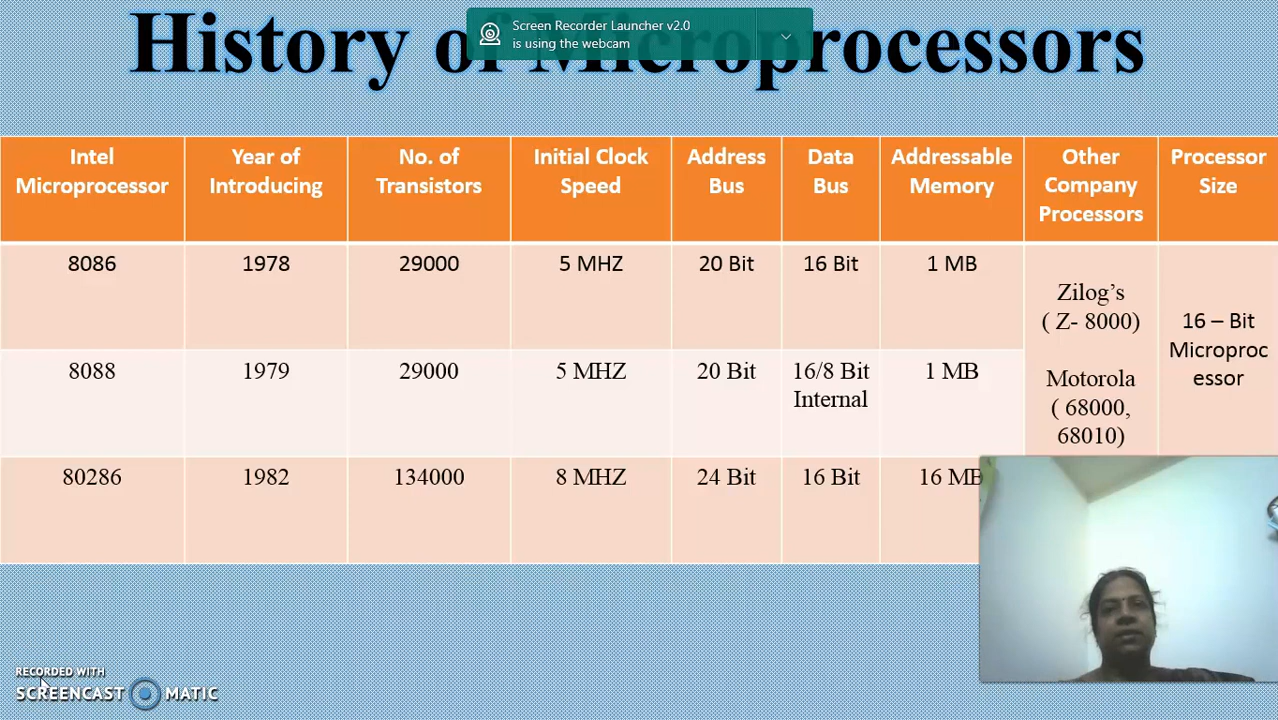 Screen Recorder Launcher v2.0
is using the webcam
History of Microprocessors
Intel
Microprocessor
Year of
Introducing
No. of
Transistors
Initial Clock
Speed
Address
Bus
Data
Bus
Addressable
Memory
Other
Company
Processors
Processor
Size
8086
1978
29000
5 MHZ
20 Bit
16 Bit
1 MB
8088
1979
29000
5 MHZ
20 Bit
16/8 Bit
Internal
1 MB
80286
1982
134000
8 MHZ
24 Bit
16 Bit
16 MB
Zilog’s
( Z- 8000)
Motorola
( 68000,
68010)
16 – Bit
Microproc
essor
RECORDED WITH
SCREENCAST MATIC